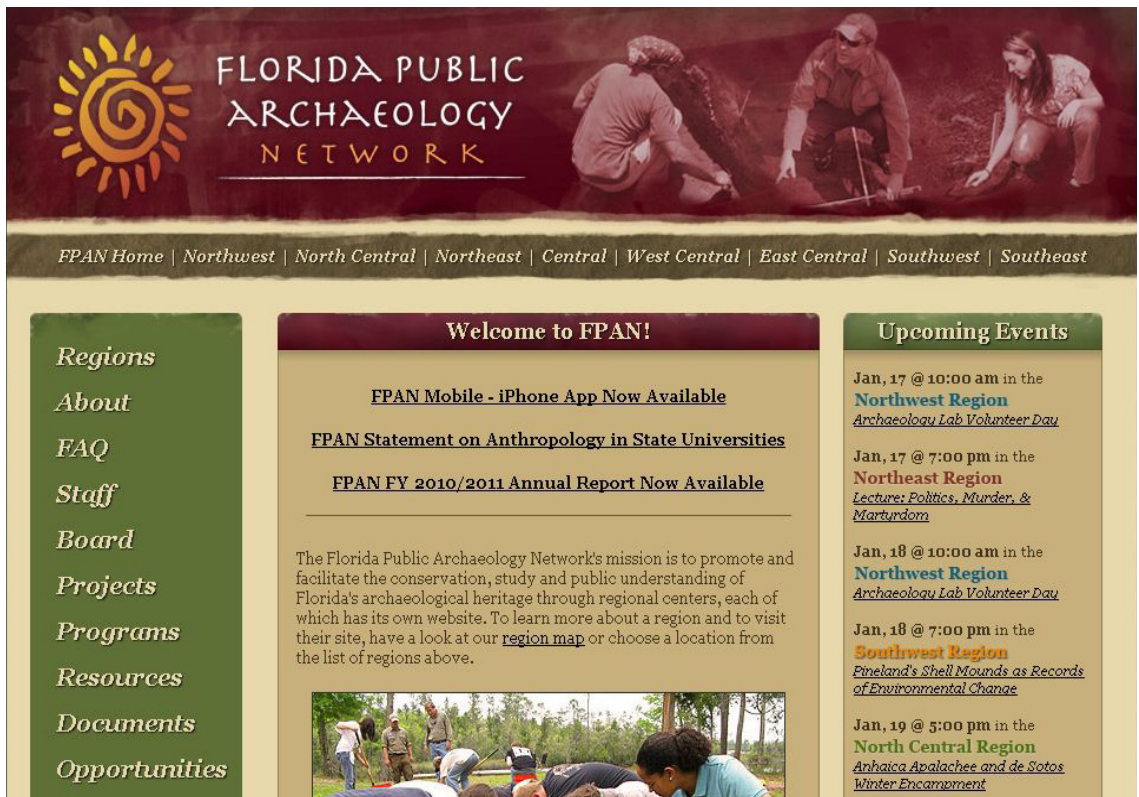 FLORIDA PUBLIC
ARCHAEOLOGY
NETWORK
FPAN Home | Northwest | North Central | Northeast | Central | West Central | East Central | Southwest | Southeast
Regions
About
FAQ
Staff
Board
Projects
Programs
Resources
Documents
Opportunities
Welcome to FPAN!
FPAN Mobile - iPhone App Now Available
FPAN Statement on Anthropology in State Universities
FPAN FY 2010/2011 Annual Report Now Available
The Florida Public Archaeology Network's mission is to promote and
facilitate the conservation, study and public understanding of
Florida's archaeological heritage through regional centers, each of
which has its own website. To learn more about a region and to visit
their site, have a look at our region map or choose a location from
the list of regions above.
Upcoming Events
Jan, 17 @ 10:00 am in the
Northwest Region
Archaeology Lab Volunteer Day
Jan, 17 @ 7:00 pm in the
Northeast Region
Lecture: Politics, Murder, &
Martyrdom
Jan, 18 @ 10:00 am in the
Northwest Region
Archaeology Lab Volunteer Day
Jan, 18 @ 7:00 pm in the
Southwest Region
Pineland's Shell Mounds as Records
of Environmental Change
Jan, 19 @ 5:00 pm in the
North Central Region
Anhaica Apalachee and de Sotos
Winter Encampment